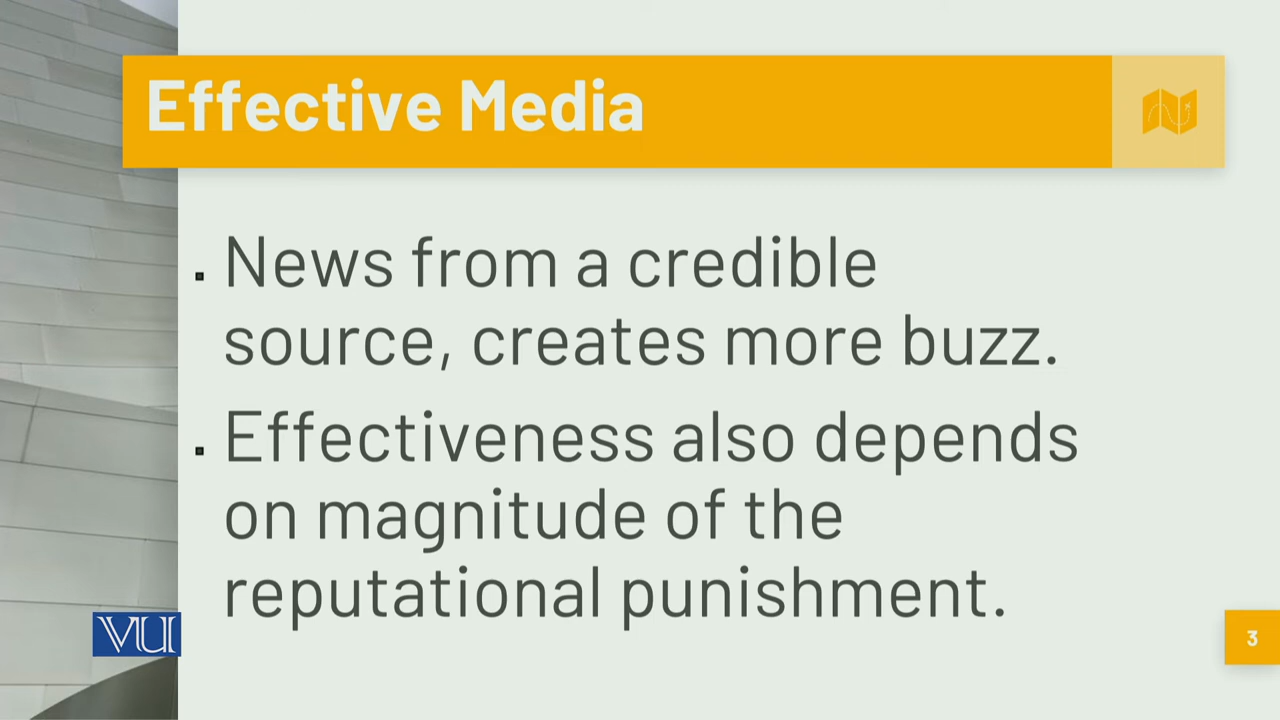 Effective Media
▪ News from a credible
source, creates more buzz.
▪ Effectiveness also depends
on magnitude of the
reputational punishment.
VU
3